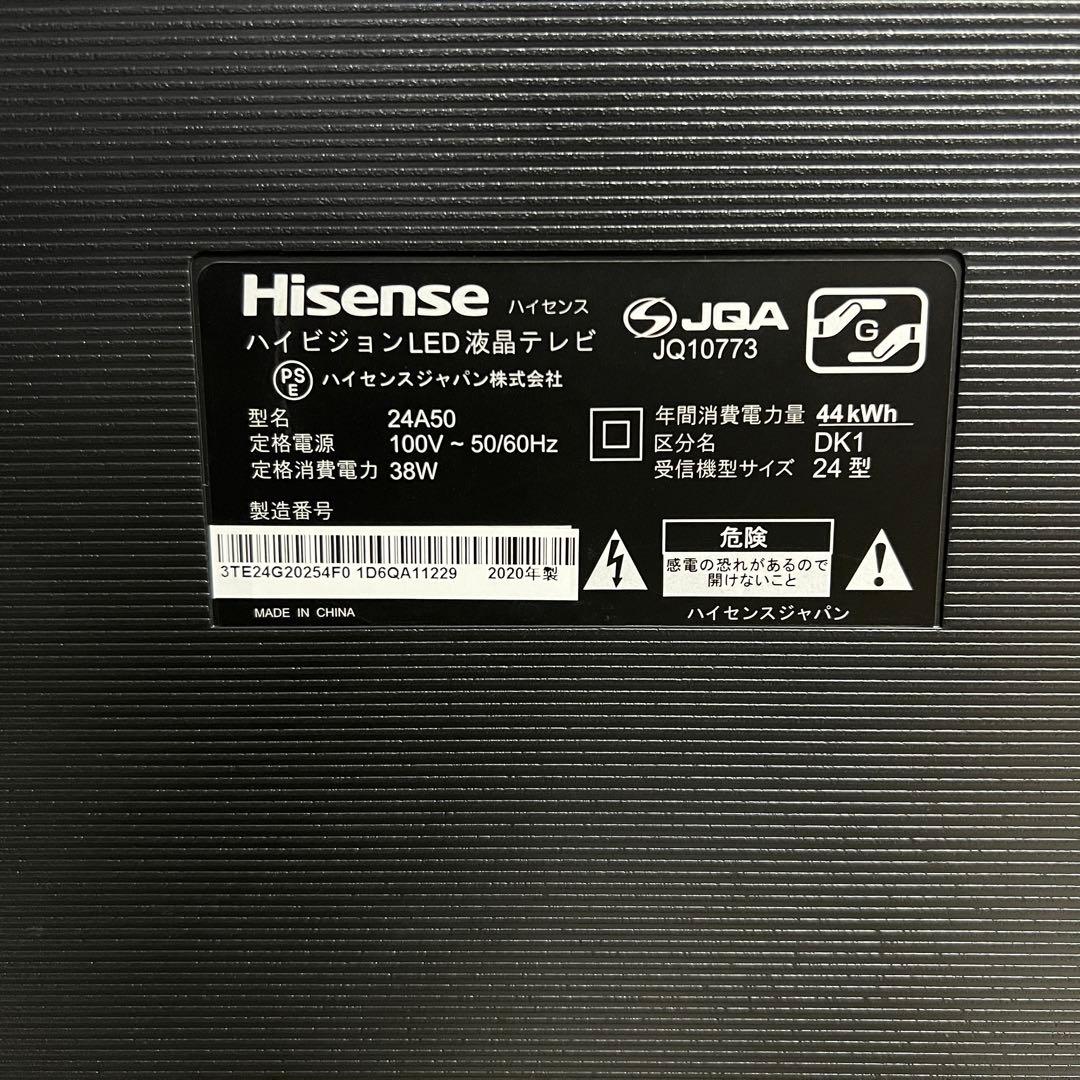 Hisense ハイセンス
ハイビジョンLED液晶テレビ
PSE ハイセンスジャパン株式会社
JQA
JQ10773
G
型名 24A50
定格電源 100V ~ 50/60Hz
定格消費電力 38W
年間消費電力量 44kWh
区分名 DK1
受信機型サイズ 24型
製造番号
3TE24G20254F0 1D6QA11229 2020年製
MADE IN CHINA
危険
感電の恐れがあるので
開けないこと
ハイセンスジャパン